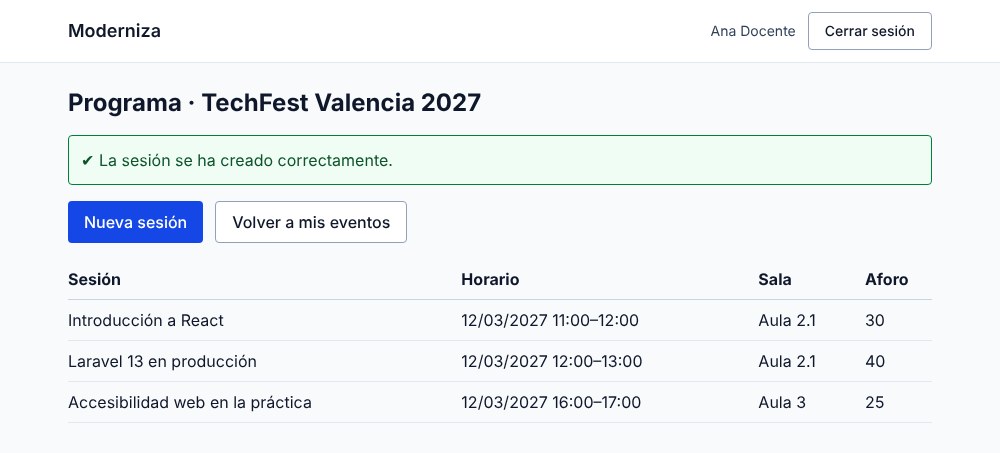 Moderniza
Ana Docente
Cerrar sesión
Programa · TechFest Valencia 2027
✔ La sesión se ha creado correctamente.
Nueva sesión
Volver a mis eventos
Sesión Horario Sala Aforo
Introducción a React 12/03/2027 11:00–12:00 Aula 2.1 30
Laravel 13 en producción 12/03/2027 12:00–13:00 Aula 2.1 40
Accesibilidad web en la práctica 12/03/2027 16:00–17:00 Aula 3 25